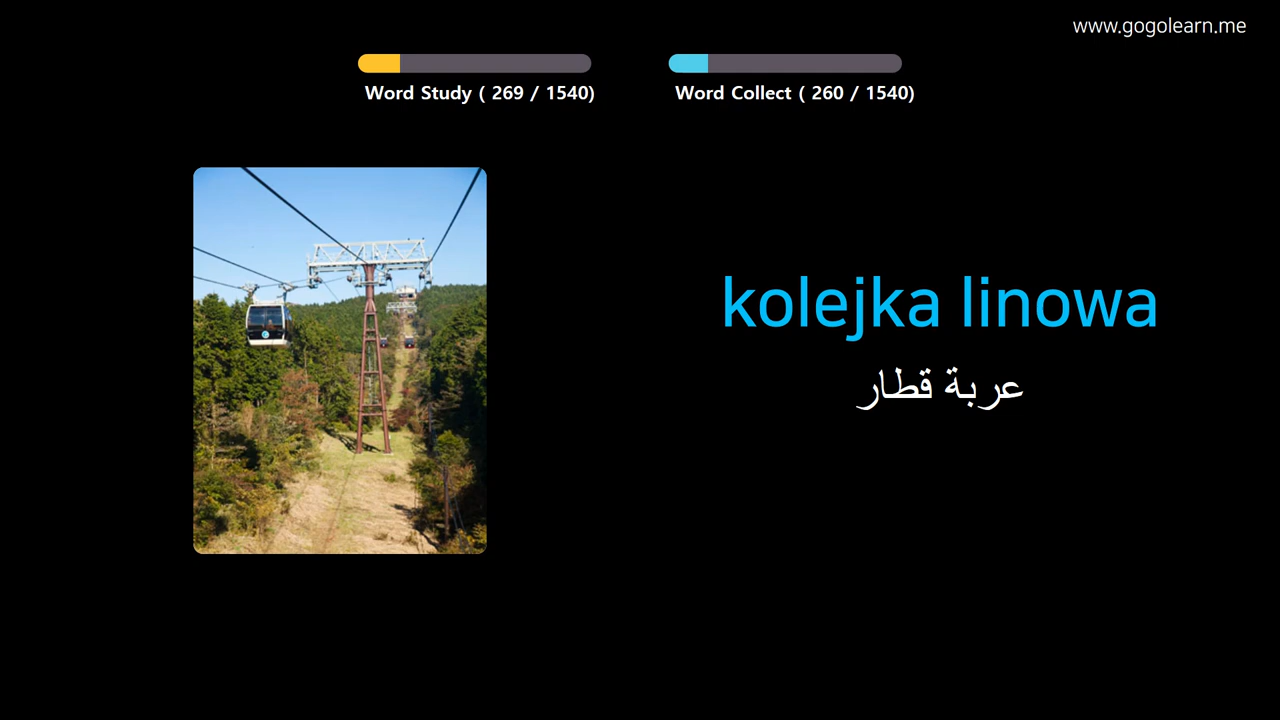 www.gogolearn.me
Word Study ( 269 / 1540)
Word Collect ( 260 / 1540)
kolejka linowa
عربة قطار